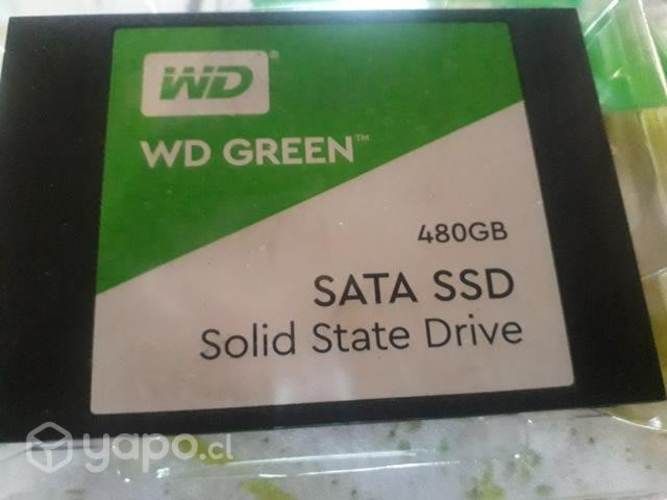 WD®
WD GREEN™
480GB
SATA SSD
Solid State Drive
yapo.cl